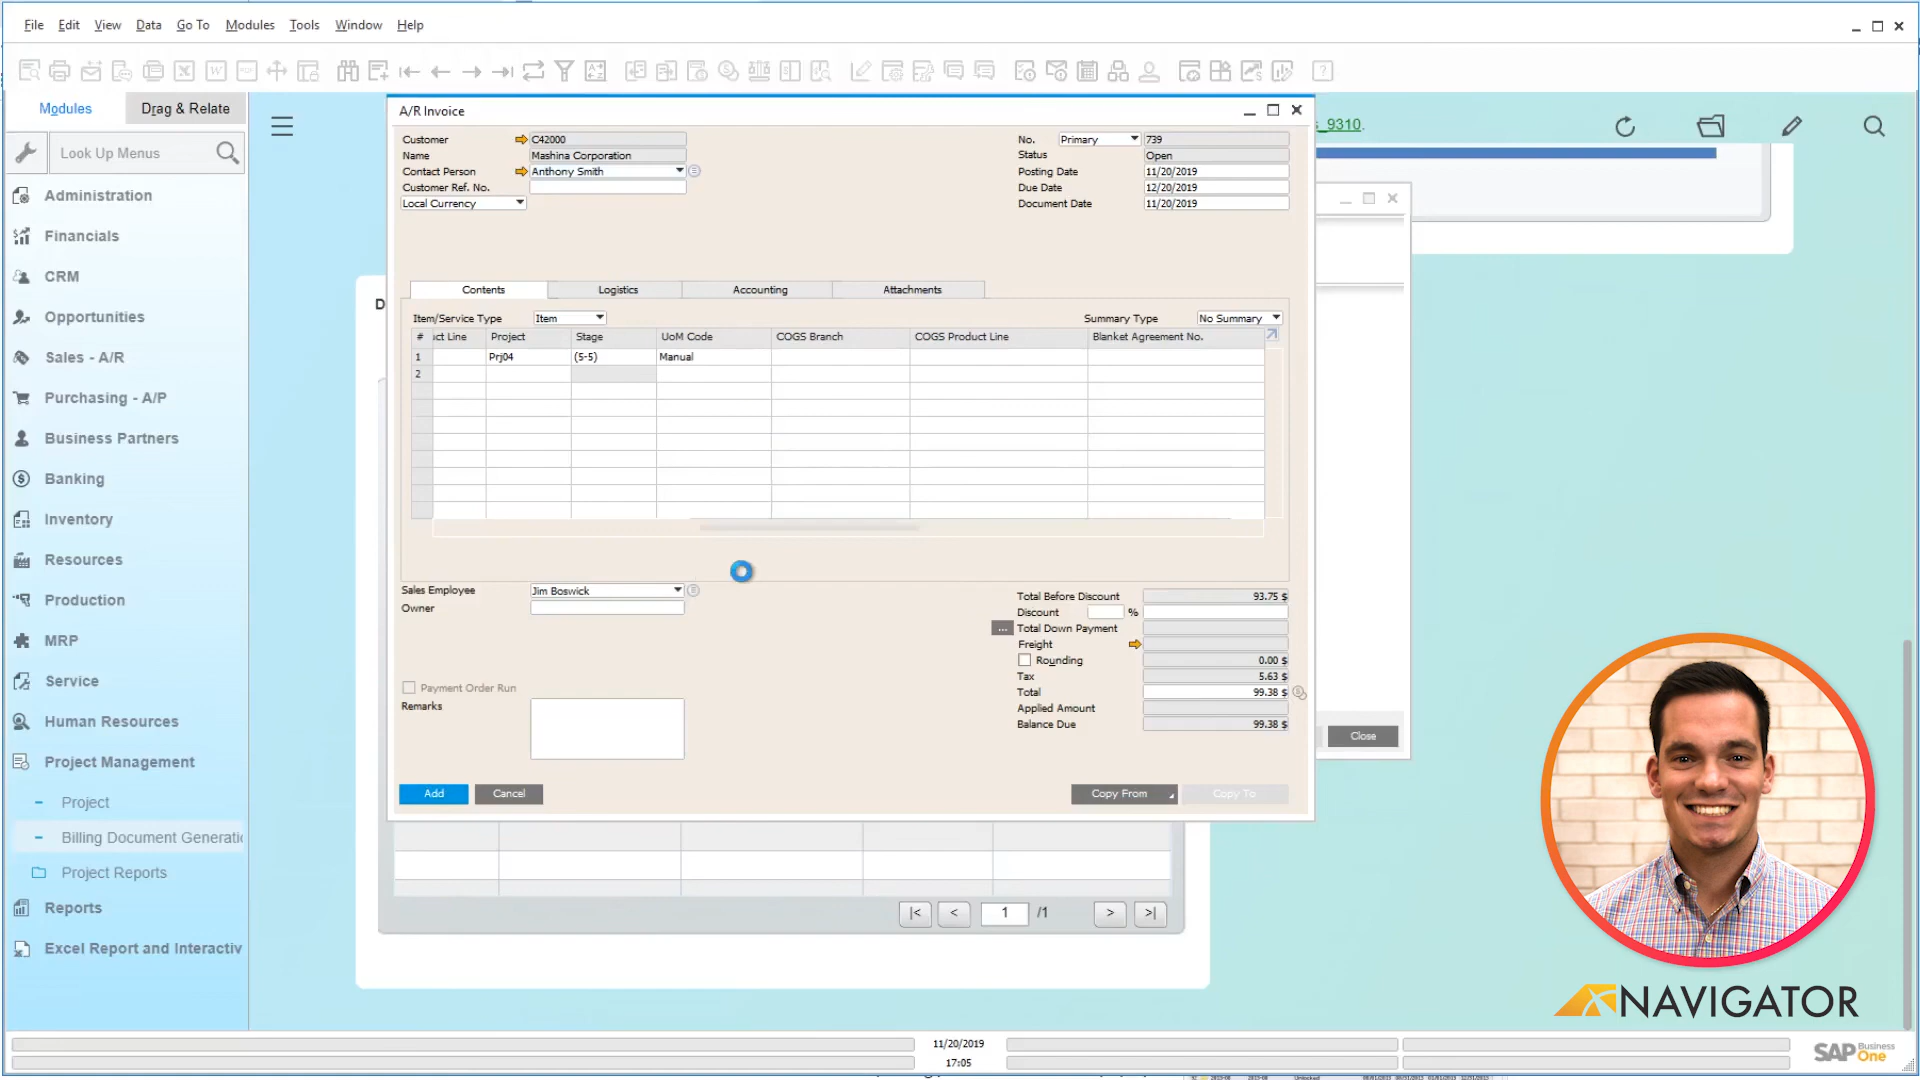 File Edit View Data Go To Modules Tools Window Help
Modules Drag & Relate
Look Up Menus
Administration
Financials
CRM
Opportunities
Sales - A/R
Purchasing - A/P
Business Partners
Banking
Inventory
Resources
Production
MRP
Service
Human Resources
Project Management
Project
Billing Document Generati
Project Reports
Reports
Excel Report and Interactiv
A/R Invoice
s_9310.
Customer C42000
Name Mashina Corporation
Contact Person Anthony Smith
Customer Ref. No.
Local Currency
No. Primary 739
Status Open
Posting Date 11/20/2019
Due Date 12/20/2019
Document Date 11/20/2019
D
Contents Logistics Accounting Attachments
Item/Service Type Item Summary Type No Summary
# uct Line Project Stage UoM Code COGS Branch COGS Product Line Blanket Agreement No.
1 Prj04 (5-5) Manual
2
Sales Employee Jim Boswick
Owner
Payment Order Run
Remarks
Total Before Discount 93.75 $
Discount %
... Total Down Payment
Freight
Rounding 0.00 $
Tax 5.63 $
Total 99.38 $
Applied Amount
Balance Due 99.38 $
Close
Add Cancel Copy From Copy To
|< < 1 /1 > >|
NAVIGATOR
11/20/2019
17:05
SAP Business One